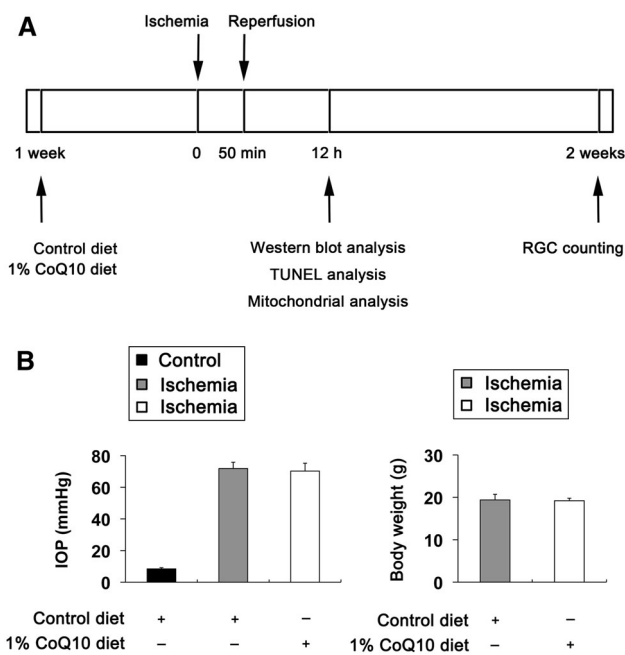 A
Ischemia Reperfusion
1 week 0 50 min 12 h 2 weeks
Control diet
1% CoQ10 diet
Western blot analysis
TUNEL analysis
Mitochondrial analysis
RGC counting
B
Control
Ischemia
Ischemia
IOP (mmHg)
80
60
40
20
0
Control diet + + –
1% CoQ10 diet – – +
Ischemia
Ischemia
Body weight (g)
30
20
10
0
Control diet + –
1% CoQ10 diet – +